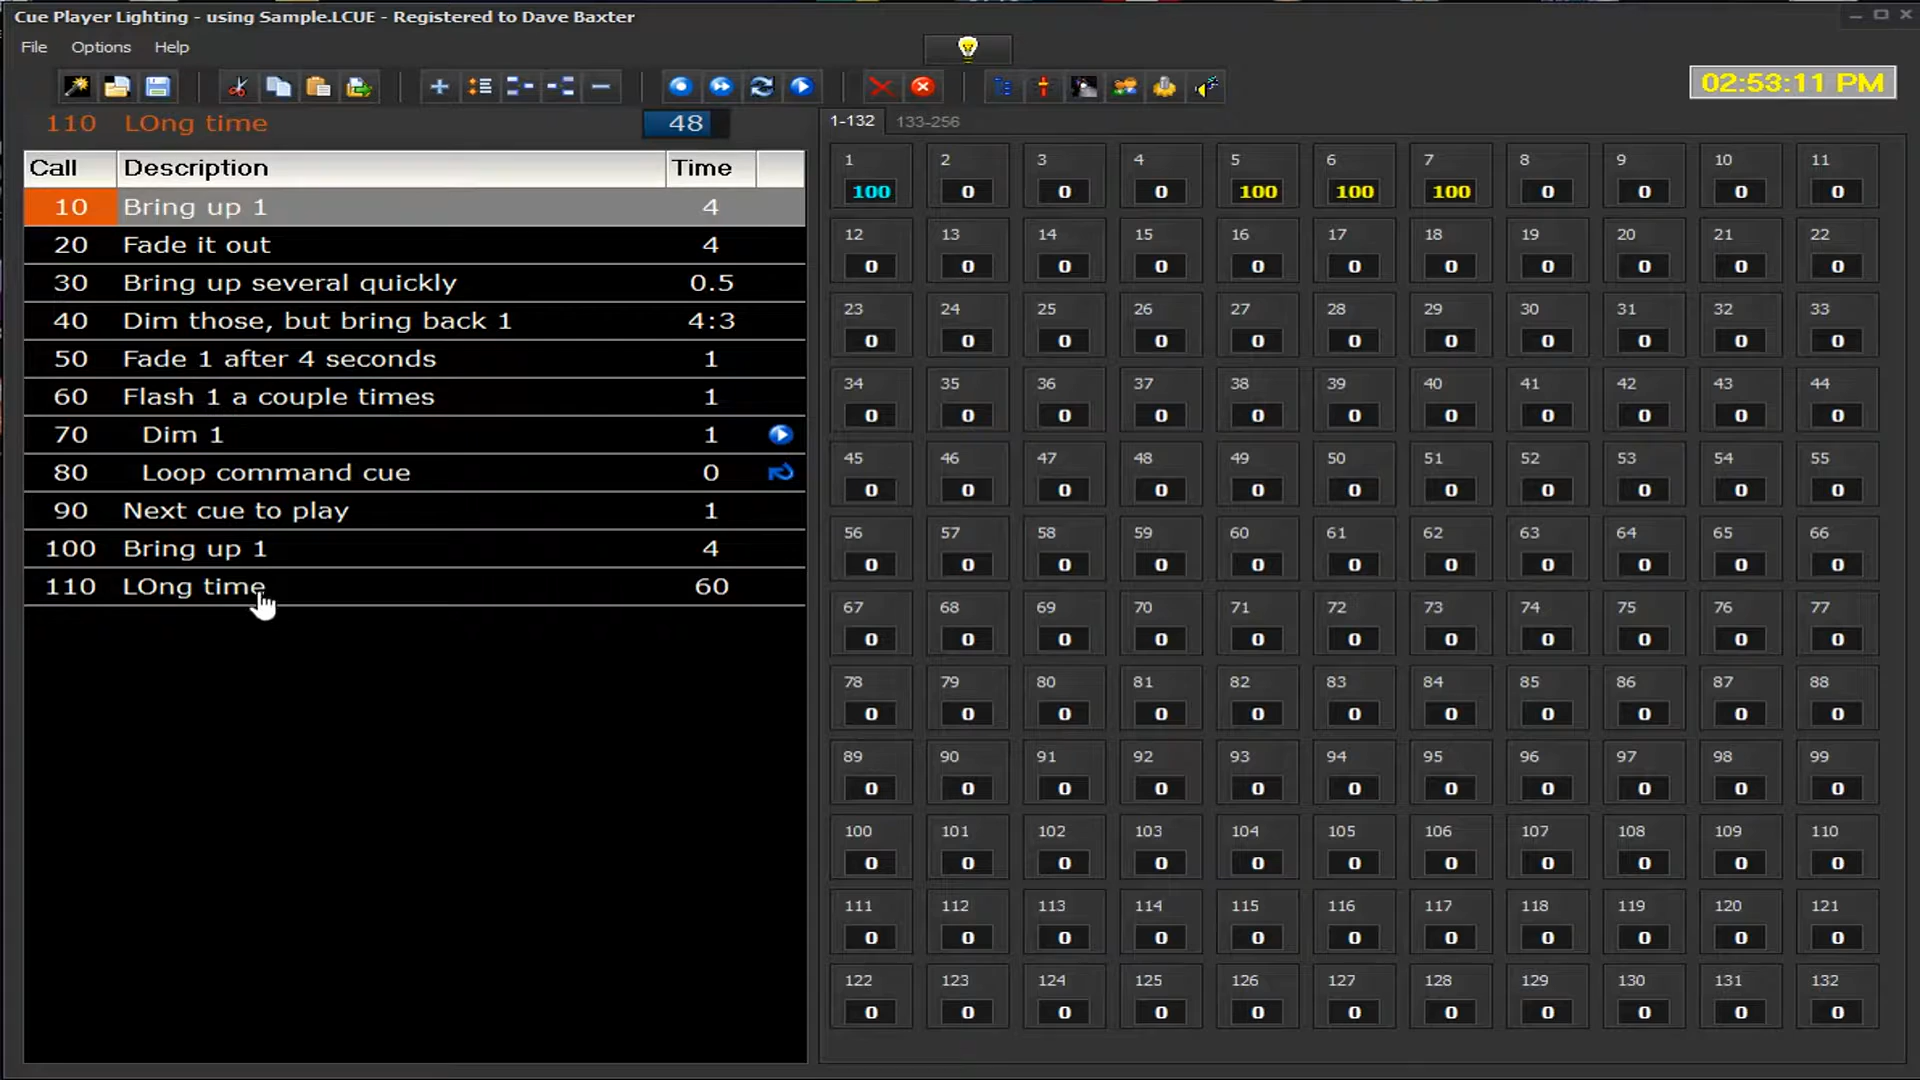 Cue Player Lighting - using Sample.LCUE - Registered to Dave Baxter
File Options Help
02:53:11 PM
110 LOng time 48
Call Description Time
10 Bring up 1 4
20 Fade it out 4
30 Bring up several quickly 0.5
40 Dim those, but bring back 1 4:3
50 Fade 1 after 4 seconds 1
60 Flash 1 a couple times 1
70 Dim 1 1
80 Loop command cue 0
90 Next cue to play 1
100 Bring up 1 4
110 LOng time 60
1-132 133-256
1 2 3 4 5 6 7 8 9 10 11
100 0 0 0 100 100 100 0 0 0 0
12 13 14 15 16 17 18 19 20 21 22
0 0 0 0 0 0 0 0 0 0 0
23 24 25 26 27 28 29 30 31 32 33
0 0 0 0 0 0 0 0 0 0 0
34 35 36 37 38 39 40 41 42 43 44
0 0 0 0 0 0 0 0 0 0 0
45 46 47 48 49 50 51 52 53 54 55
0 0 0 0 0 0 0 0 0 0 0
56 57 58 59 60 61 62 63 64 65 66
0 0 0 0 0 0 0 0 0 0 0
67 68 69 70 71 72 73 74 75 76 77
0 0 0 0 0 0 0 0 0 0 0
78 79 80 81 82 83 84 85 86 87 88
0 0 0 0 0 0 0 0 0 0 0
89 90 91 92 93 94 95 96 97 98 99
0 0 0 0 0 0 0 0 0 0 0
100 101 102 103 104 105 106 107 108 109 110
0 0 0 0 0 0 0 0 0 0 0
111 112 113 114 115 116 117 118 119 120 121
0 0 0 0 0 0 0 0 0 0 0
122 123 124 125 126 127 128 129 130 131 132
0 0 0 0 0 0 0 0 0 0 0